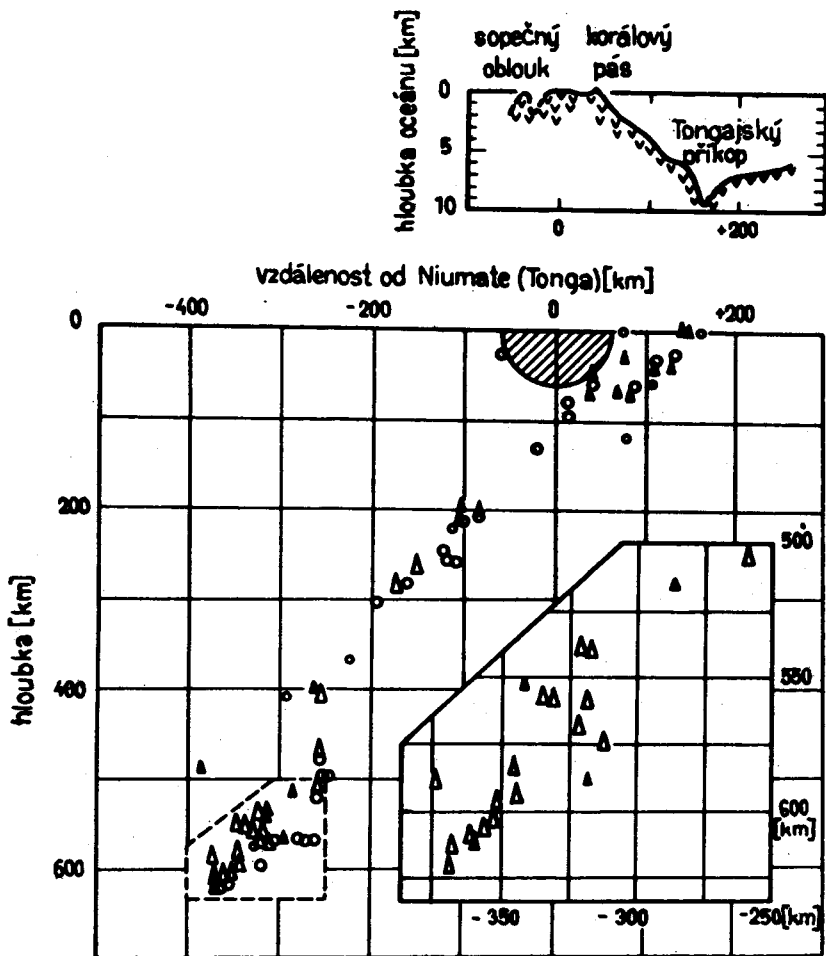 hloubka oceánu [km]
sopečný
oblouk
korálový
pás
0
5
10
Tongajský
příkop
0
+200
vzdálenost od Niumate (Tonga) [km]
-400
-200
0
+200
hloubka [km]
0
200
400
600
500
550
600
[km]
-350
-300
-250 [km]